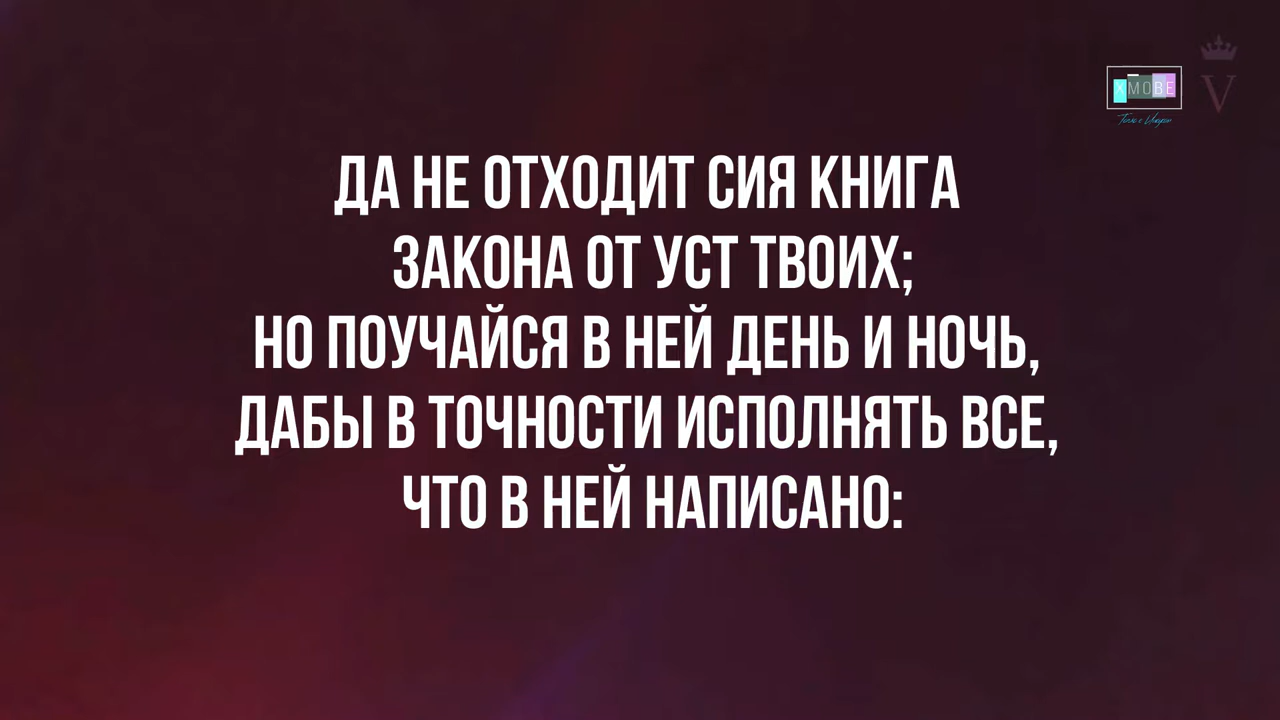 XMOBE
V
ДА НЕ ОТХОДИТ СИЯ КНИГА
ЗАКОНА ОТ УСТ ТВОИХ;
НО ПОУЧАЙСЯ В НЕЙ ДЕНЬ И НОЧЬ,
ДАБЫ В ТОЧНОСТИ ИСПОЛНЯТЬ ВСЕ,
ЧТО В НЕЙ НАПИСАНО: